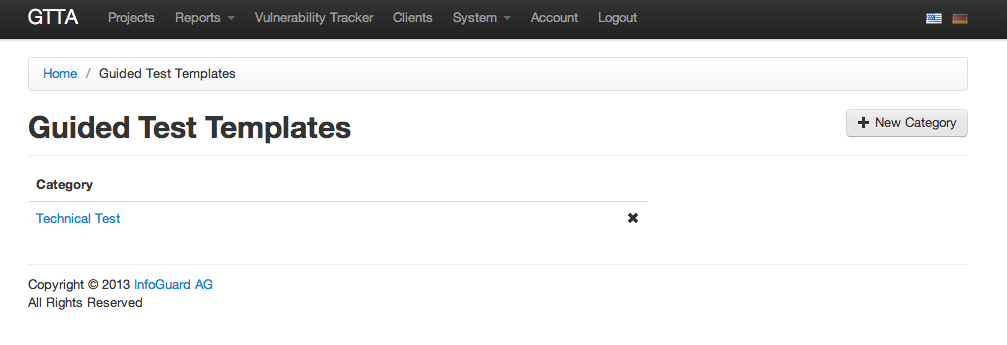 GTTA Projects Reports Vulnerability Tracker Clients System Account Logout
Home / Guided Test Templates
Guided Test Templates
New Category
Category
Technical Test
Copyright © 2013 InfoGuard AG
All Rights Reserved